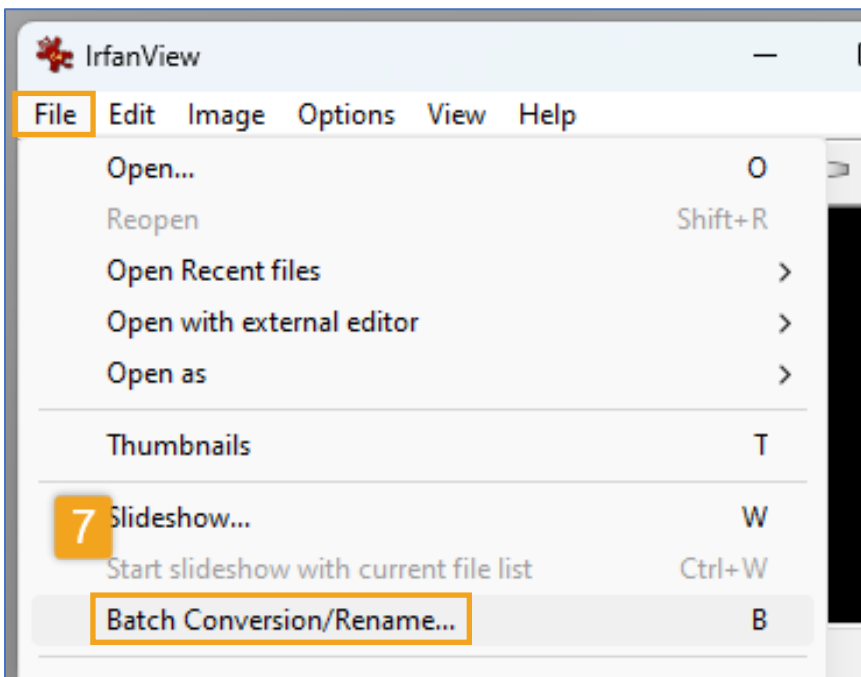 IrfanView
File Edit Image Options View Help
Open... O
Reopen Shift+R
Open Recent files
Open with external editor
Open as
Thumbnails T
7
Slideshow... W
Start slideshow with current file list Ctrl+W
Batch Conversion/Rename... B